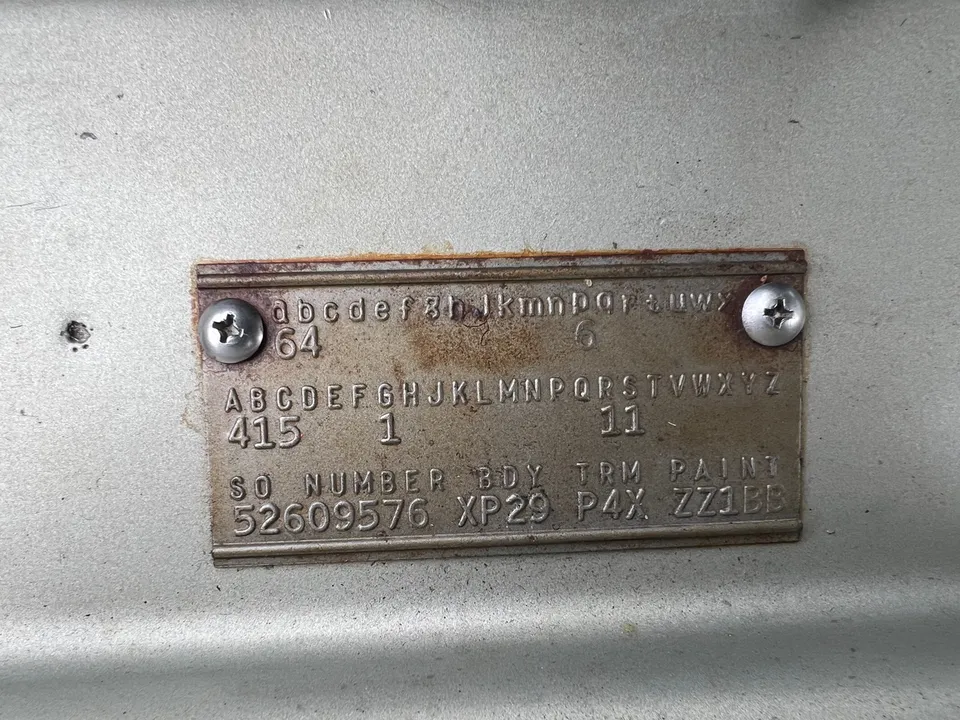 abcdefghJkmnpqrtuwx
64 6
ABCDEFGHJKLMNPQRSTVWXYZ
415 1 11
SO NUMBER BDY TRM PAINT
52609576 XP29 P4X ZZ1BB